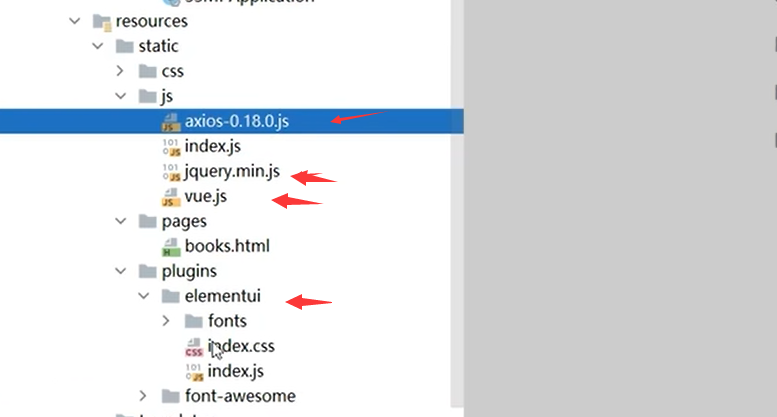 SSMPApplication
resources
static
css
js
axios-0.18.0.js
index.js
jquery.min.js
vue.js
pages
books.html
plugins
elementui
fonts
index.css
index.js
font-awesome